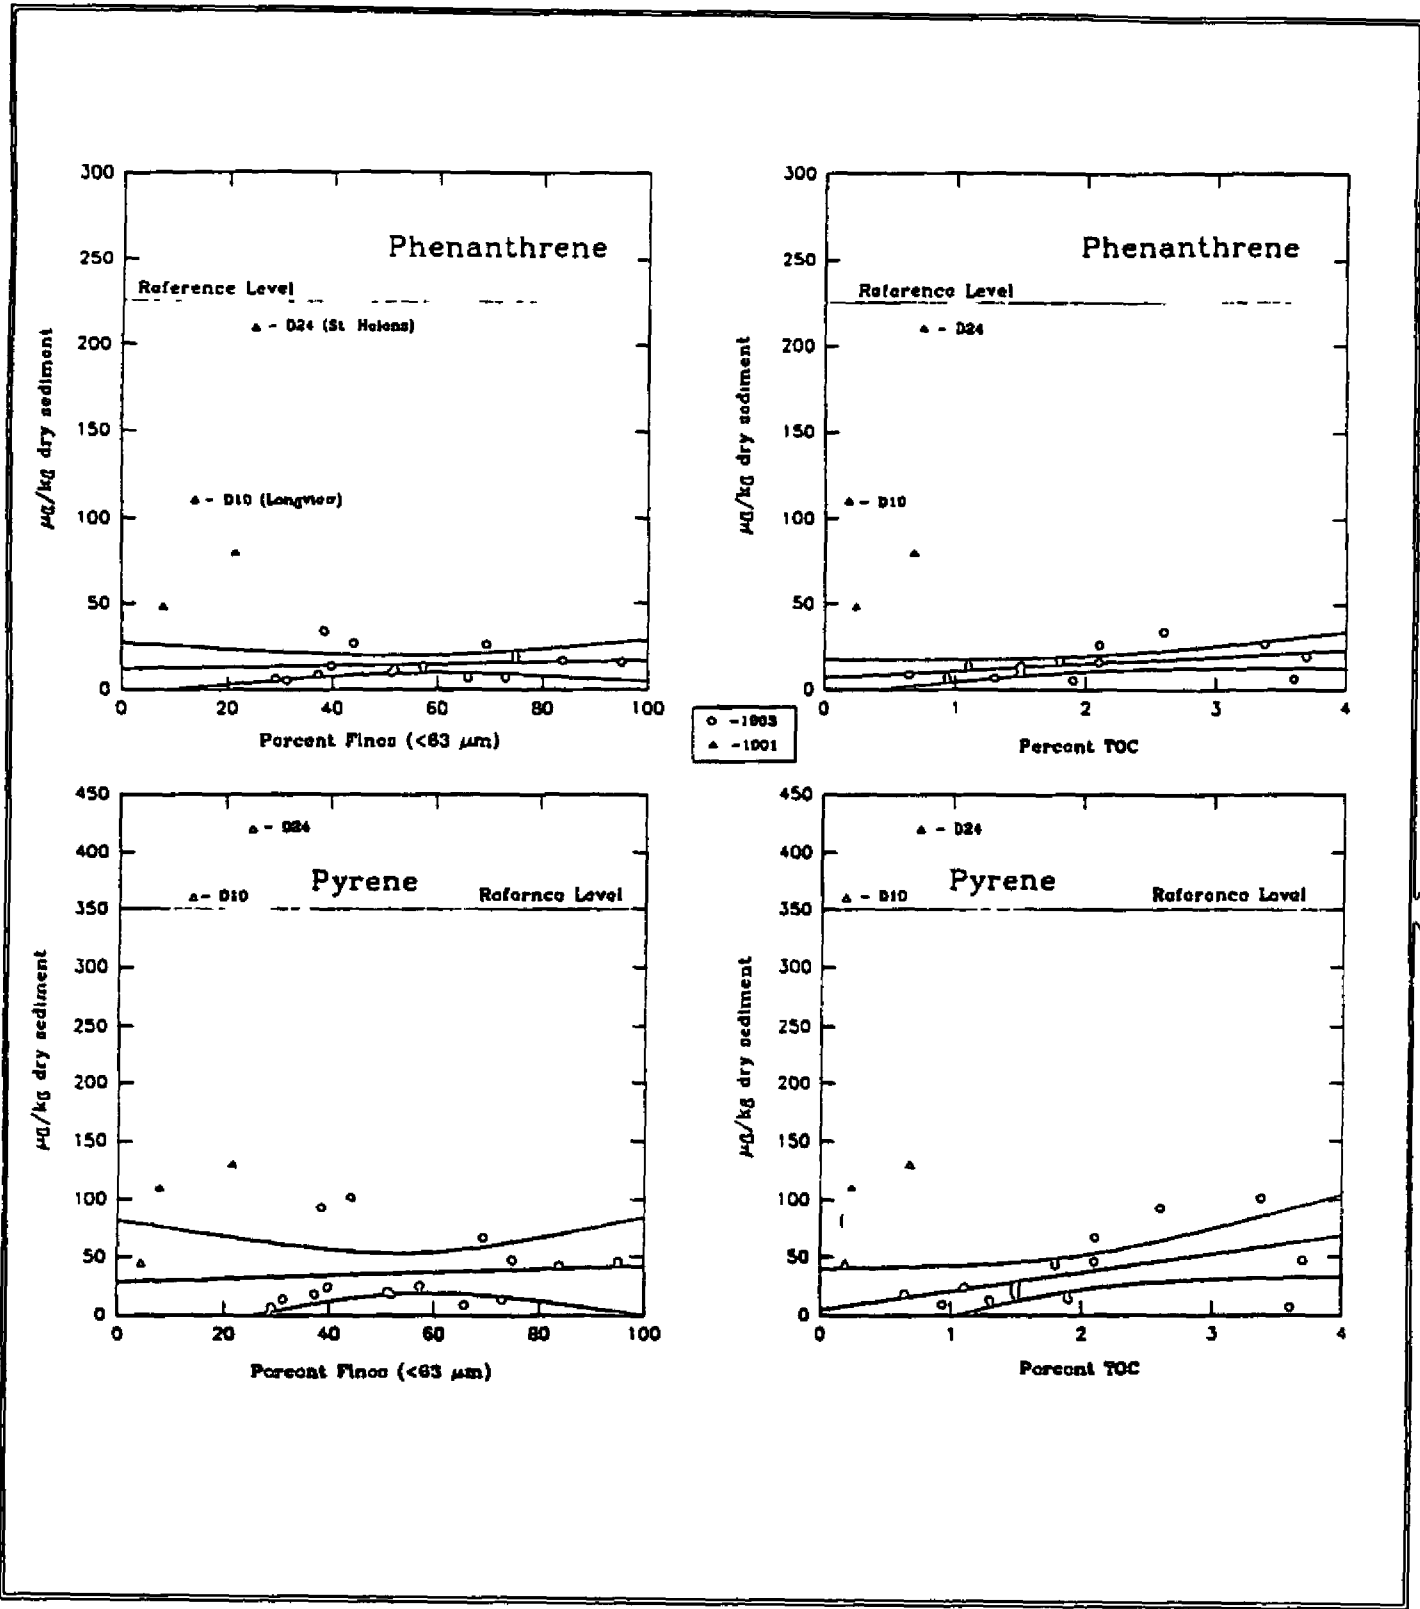 300
250
200
150
100
50
0
µg/kg dry sediment
Phenanthrene
Reference Level
- D24 (St. Helens)
- D10 (Longview)
0 20 40 60 80 100
Percent Fines (<63 µm)
300
250
200
150
100
50
0
µg/kg dry sediment
Phenanthrene
Reference Level
- D24
- D10
0 1 2 3 4
Percent TOC
450
400
350
300
250
200
150
100
50
0
µg/kg dry sediment
- D24
Pyrene
- D10
Refernce Level
0 20 40 60 80 100
Percent Fines (<63 µm)
450
400
350
300
250
200
150
100
50
0
µg/kg dry sediment
- D24
Pyrene
- D10
Reference Level
0 1 2 3 4
Percent TOC